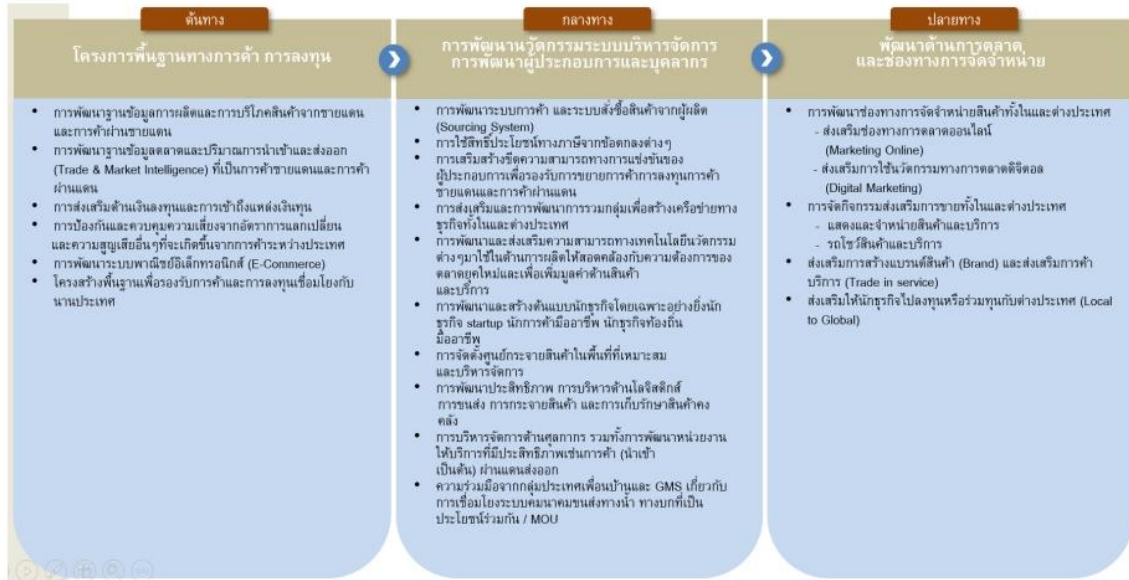 ต้นทาง
โครงการพื้นฐานทางการค้า การลงทุน
• การพัฒนาฐานข้อมูลการผลิตและการบริโภคสินค้าจากชายแดน
และการค้าผ่านชายแดน
• การพัฒนาฐานข้อมูลตลาดและปริมาณการนำเข้าและส่งออก
(Trade & Market Intelligence) ที่เป็นการค้าชายแดนและการค้า
ผ่านแดน
• การส่งเสริมด้านเงินลงทุนและการเข้าถึงแหล่งเงินทุน
• การป้องกันและควบคุมความเสี่ยงจากอัตราการแลกเปลี่ยน
และความสูญเสียอื่นๆที่จะเกิดขึ้นจากการค้าระหว่างประเทศ
• การพัฒนาระบบพาณิชย์อิเล็กทรอนิกส์ (E-Commerce)
• โครงสร้างพื้นฐานเพื่อรองรับการค้าและการลงทุนเชื่อมโยงกับ
นานประเทศ
กลางทาง
การพัฒนานวัตกรรมระบบบริหารจัดการ
การพัฒนาผู้ประกอบการและบุคลากร
• การพัฒนาระบบการค้า และระบบสั่งซื้อสินค้าจากผู้ผลิต
(Sourcing System)
• การใช้สิทธิ์ประโยชน์ทางภาษีจากข้อตกลงต่างๆ
• การเสริมสร้างขีดความสามารถทางการแข่งขันของ
ผู้ประกอบการเพื่อรองรับการขยายการค้าการลงทุนการค้า
ชายแดนและการค้าผ่านแดน
• การส่งเสริมและการพัฒนาการรวมกลุ่มเพื่อสร้างเครือข่ายทาง
ธุรกิจทั้งในและต่างประเทศ
• การพัฒนาและส่งเสริมความสามารถทางเทคโนโลยีนวัตกรรม
ต่างๆมาใช้ในด้านการผลิตให้สอดคล้องกับความต้องการของ
ตลาดยุคใหม่และเพื่อเพิ่มมูลค่าด้านสินค้า
และบริการ
• การพัฒนาและสร้างต้นแบบนักธุรกิจโดยเฉพาะอย่างยิ่งนัก
ธุรกิจ startup นักการค้ามืออาชีพ นักธุรกิจท้องถิ่น
มืออาชีพ
• การจัดตั้งศูนย์กระจายสินค้าในพื้นที่ที่เหมาะสม
และบริหารจัดการ
• การพัฒนาประสิทธิภาพ การบริหารด้านโลจิสติกส์
การขนส่ง การกระจายสินค้า และการเก็บรักษาสินค้าคง
คลัง
• การบริหารจัดการด้านศุลกากร รวมทั้งการพัฒนาหน่วยงาน
ให้บริการที่มีประสิทธิภาพเช่นการค้า (นำเข้า
เป็นต้น) ผ่านแดนส่งออก
• ความร่วมมือจากกลุ่มประเทศเพื่อนบ้านและ GMS เกี่ยวกับ
การเชื่อมโยงระบบคมนาคมขนส่งทางน้ำ ทางบกที่เป็น
ประโยชน์ร่วมกัน / MOU
ปลายทาง
พัฒนาด้านการตลาด
และช่องทางการจัดจำหน่าย
• การพัฒนาช่องทางการจัดจำหน่ายสินค้าทั้งในและต่างประเทศ
- ส่งเสริมช่องทางการตลาดออนไลน์
(Marketing Online)
- ส่งเสริมการใช้นวัตกรรมทางการตลาดดิจิตอล
(Digital Marketing)
• การจัดกิจกรรมส่งเสริมการขายทั้งในและต่างประเทศ
- แสดงและจำหน่ายสินค้าและบริการ
- รถโชว์สินค้าและบริการ
• ส่งเสริมการสร้างแบรนด์สินค้า (Brand) และส่งเสริมการค้า
บริการ (Trade in service)
• ส่งเสริมให้นักธุรกิจไปลงทุนหรือร่วมทุนกับต่างประเทศ (Local
to Global)